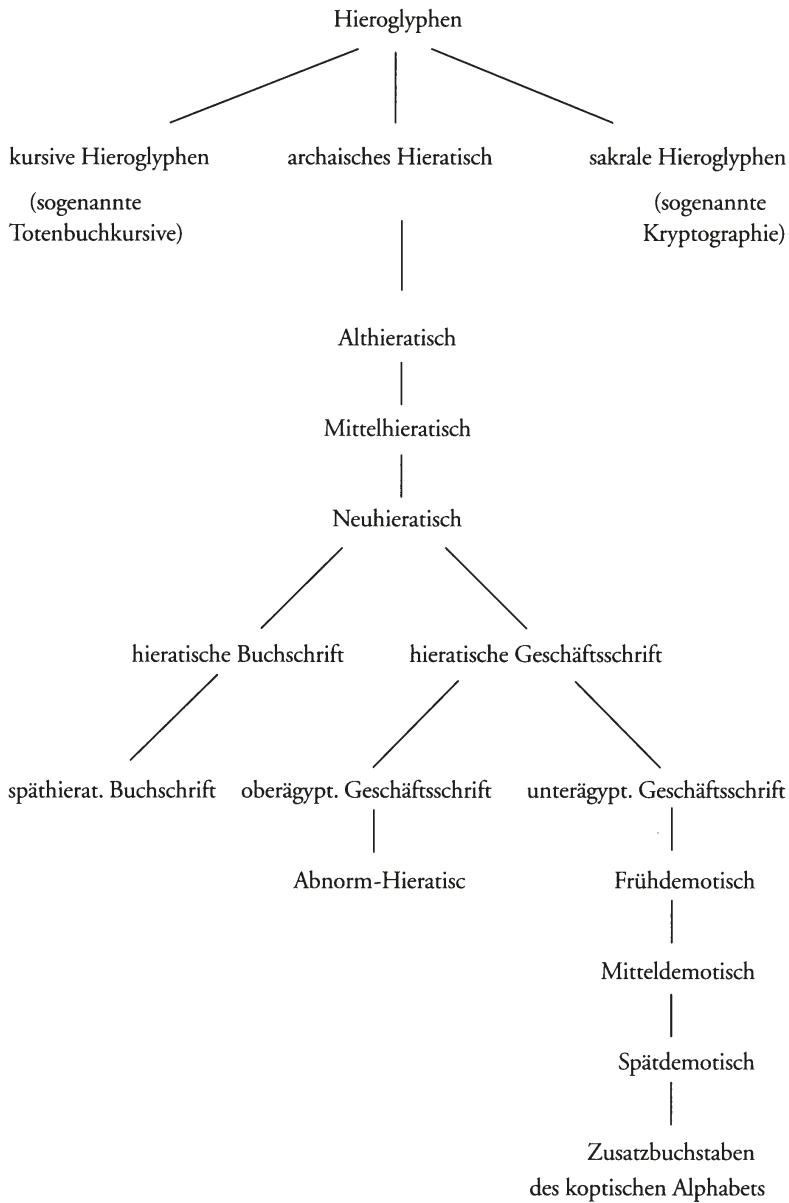 Hieroglyphen
kursive Hieroglyphen archaisches Hieratisch sakrale Hieroglyphen
(sogenannte (sogenannte
Totenbuchkursive) Kryptographie)
Althieratisch
Mittelhieratisch
Neuhieratisch
hieratische Buchschrift hieratische Geschäftsschrift
späthierat. Buchschrift oberägypt. Geschäftsschrift unterägypt. Geschäftsschrift
Abnorm-Hieratisc Frühdemotisch
Mitteldemotisch
Spätdemotisch
Zusatzbuchstaben
des koptischen Alphabets